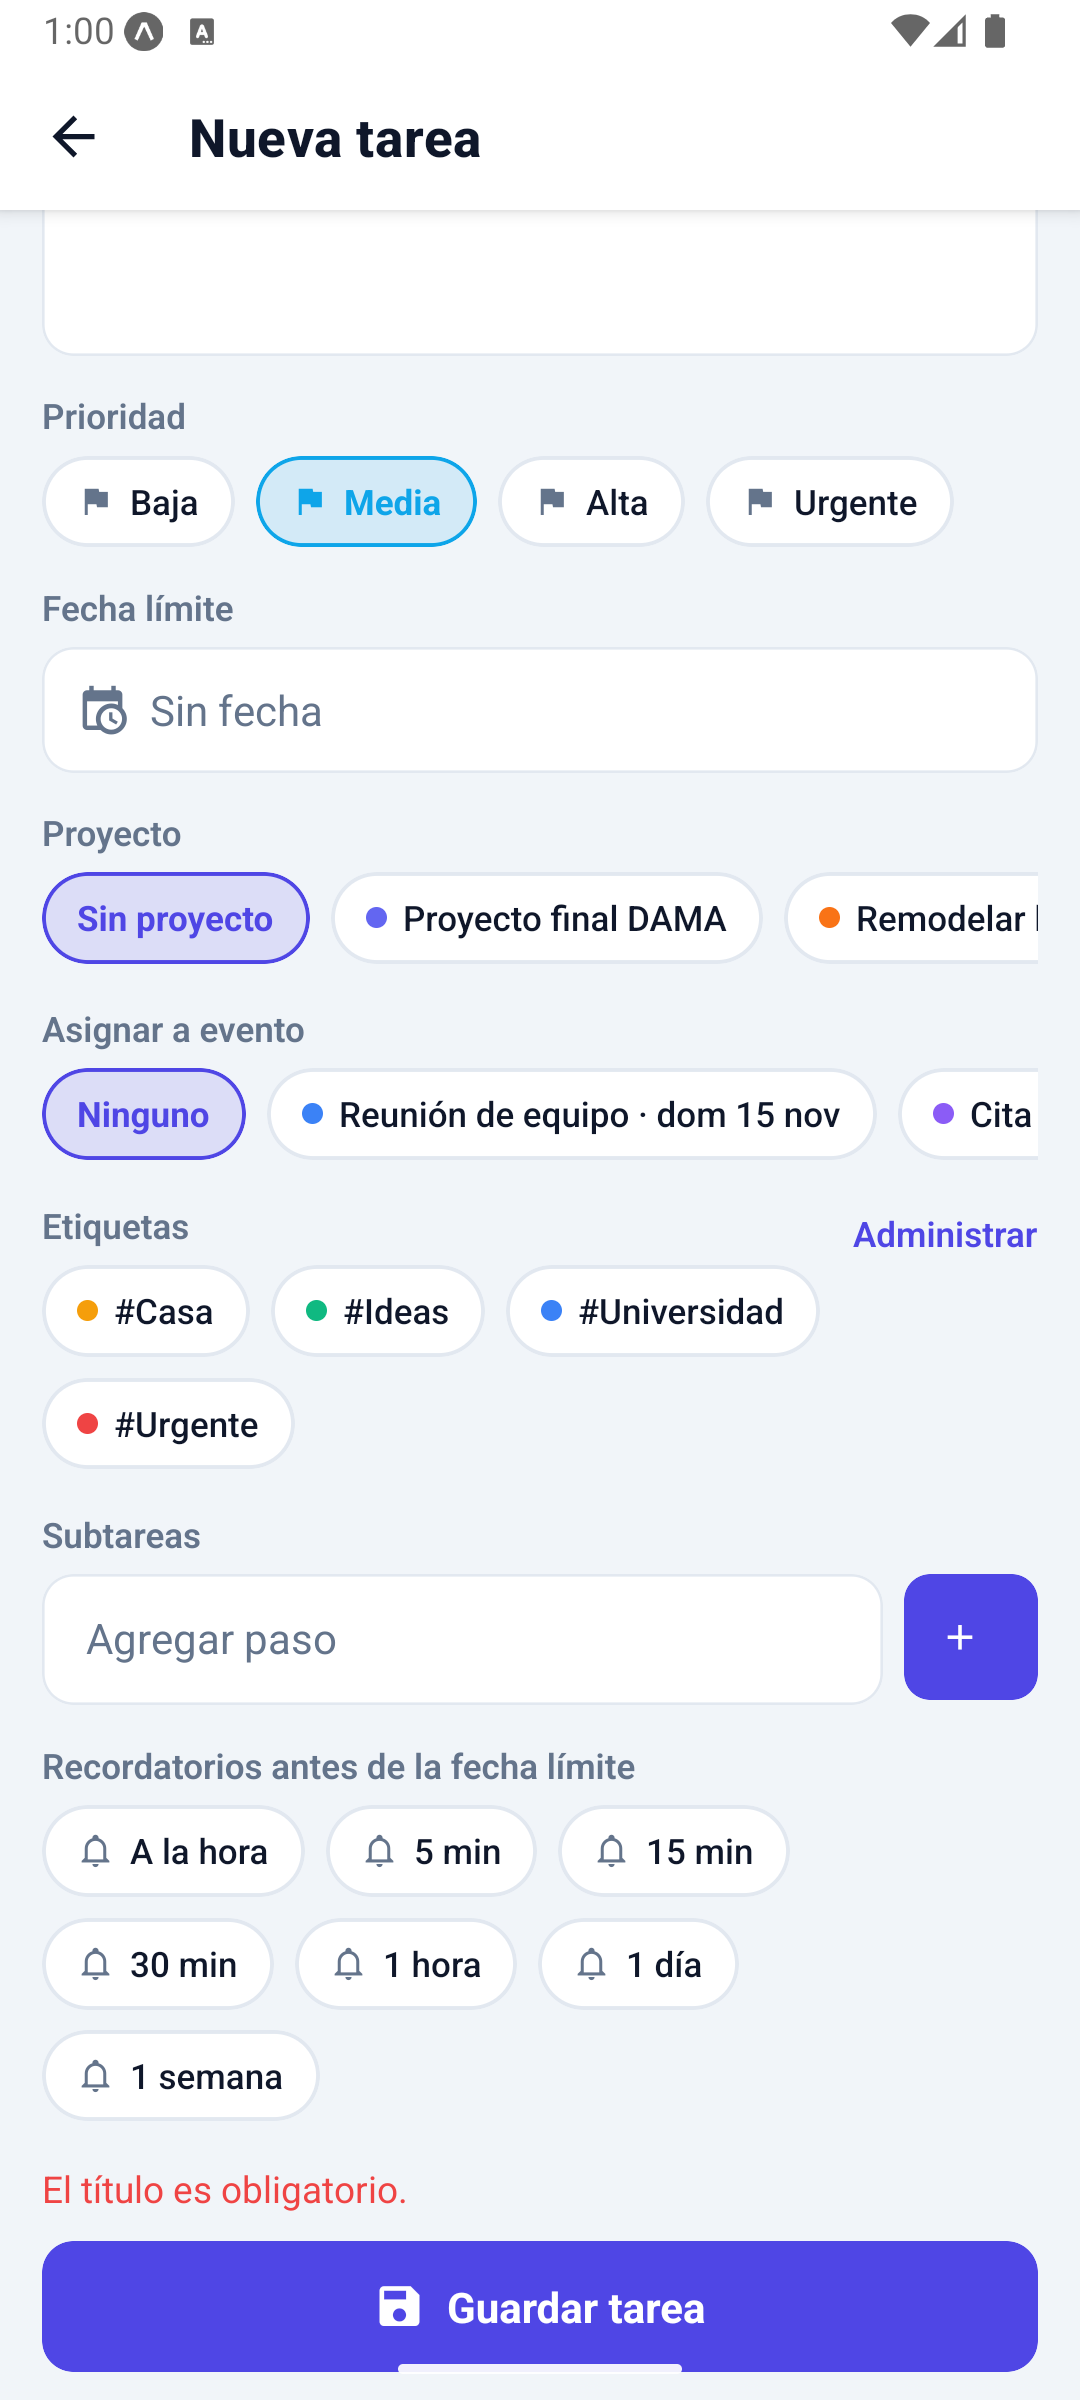 1:00
Nueva tarea
Prioridad
Baja Media Alta Urgente
Fecha límite
Sin fecha
Proyecto
Sin proyecto Proyecto final DAMA Remodelar
Asignar a evento
Ninguno Reunión de equipo · dom 15 nov Cita
Etiquetas Administrar
#Casa #Ideas #Universidad
#Urgente
Subtareas
Agregar paso +
Recordatorios antes de la fecha límite
A la hora 5 min 15 min
30 min 1 hora 1 día
1 semana
El título es obligatorio.
Guardar tarea